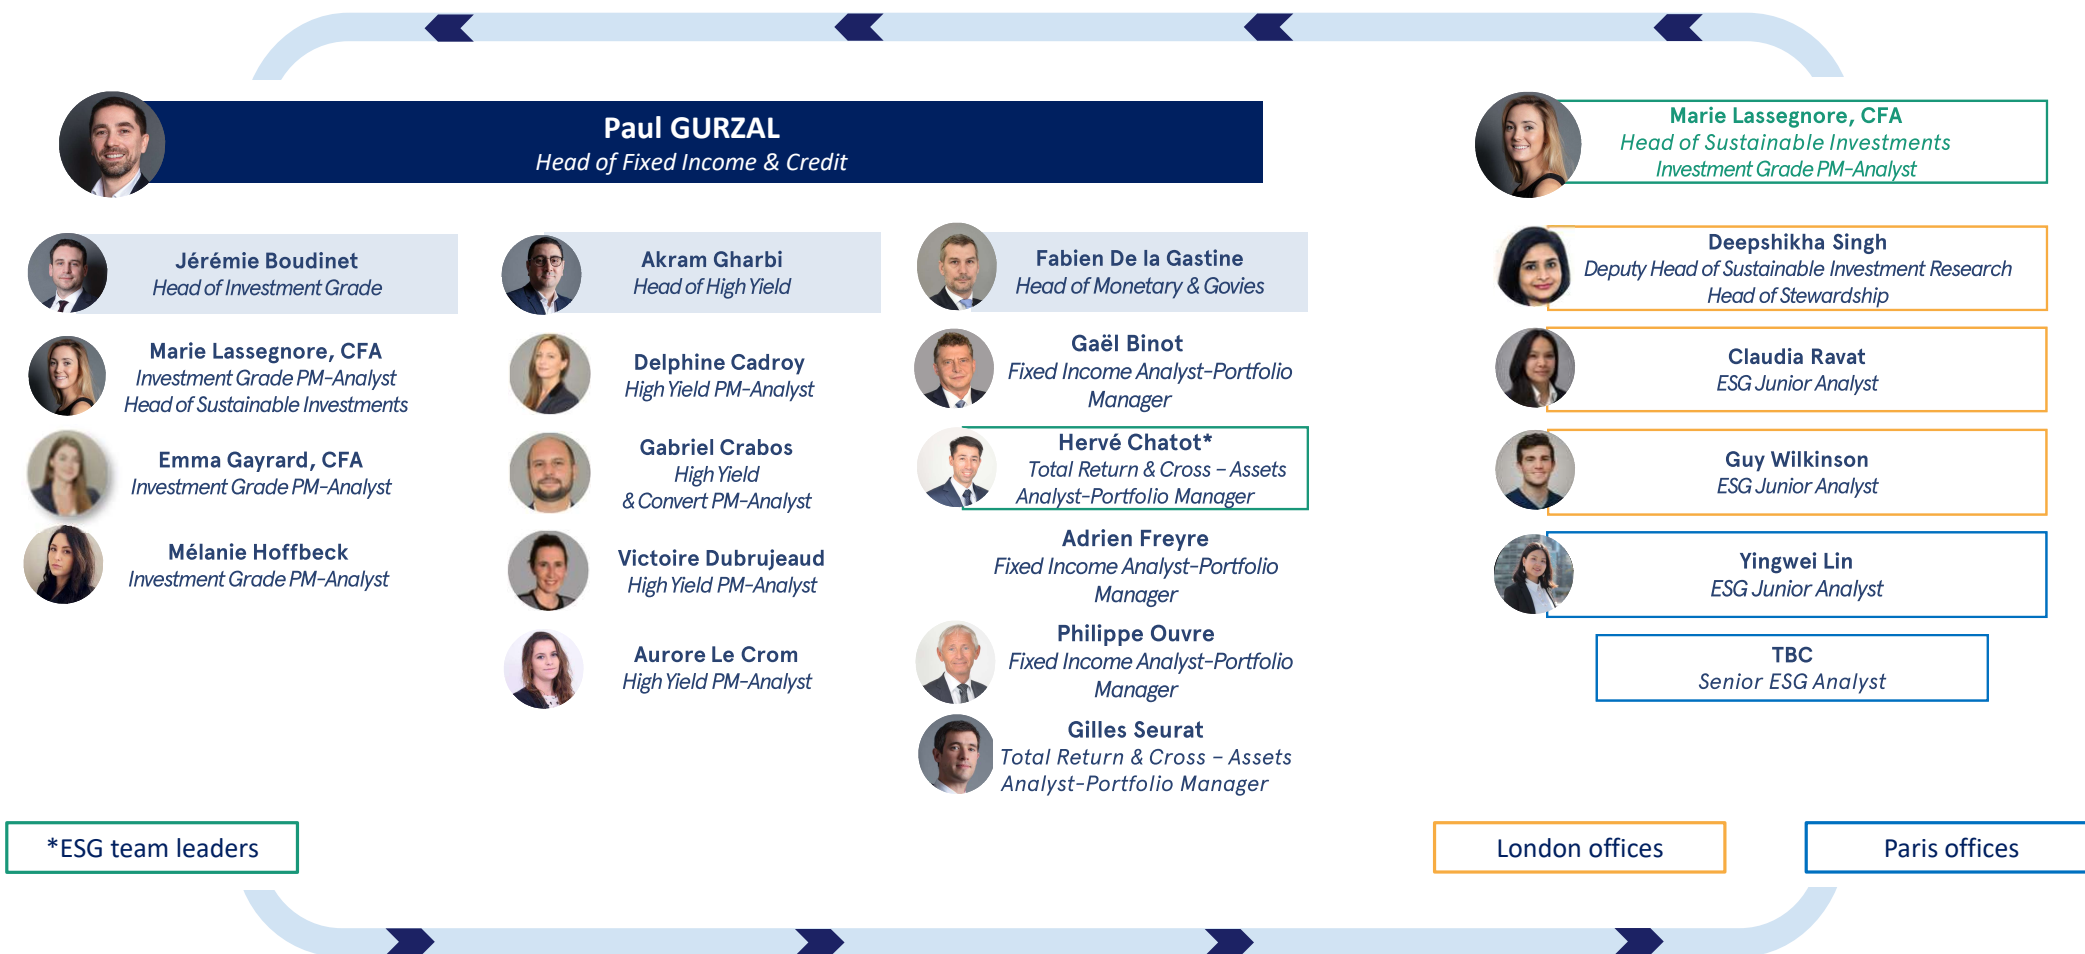 Paul GURZAL
Head of Fixed Income & Credit
Marie Lassegnore, CFA
Head of Sustainable Investments
Investment Grade PM-Analyst
Jérémie Boudinet
Head of Investment Grade
Marie Lassegnore, CFA
Investment Grade PM-Analyst
Head of Sustainable Investments
Emma Gayrard, CFA
Investment Grade PM-Analyst
Mélanie Hoffbeck
Investment Grade PM-Analyst
Akram Gharbi
Head of High Yield
Delphine Cadroy
High Yield PM-Analyst
Gabriel Crabos
High Yield
& Convert PM-Analyst
Victoire Dubrujeaud
High Yield PM-Analyst
Aurore Le Crom
High Yield PM-Analyst
Fabien De la Gastine
Head of Monetary & Govies
Gaël Binot
Fixed Income Analyst-Portfolio
Manager
Hervé Chatot*
Total Return & Cross – Assets
Analyst-Portfolio Manager
Adrien Freyre
Fixed Income Analyst-Portfolio
Manager
Philippe Ouvre
Fixed Income Analyst-Portfolio
Manager
Gilles Seurat
Total Return & Cross – Assets
Analyst-Portfolio Manager
Deepshikha Singh
Deputy Head of Sustainable Investment Research
Head of Stewardship
Claudia Ravat
ESG Junior Analyst
Guy Wilkinson
ESG Junior Analyst
Yingwei Lin
ESG Junior Analyst
TBC
Senior ESG Analyst
*ESG team leaders
London offices
Paris offices